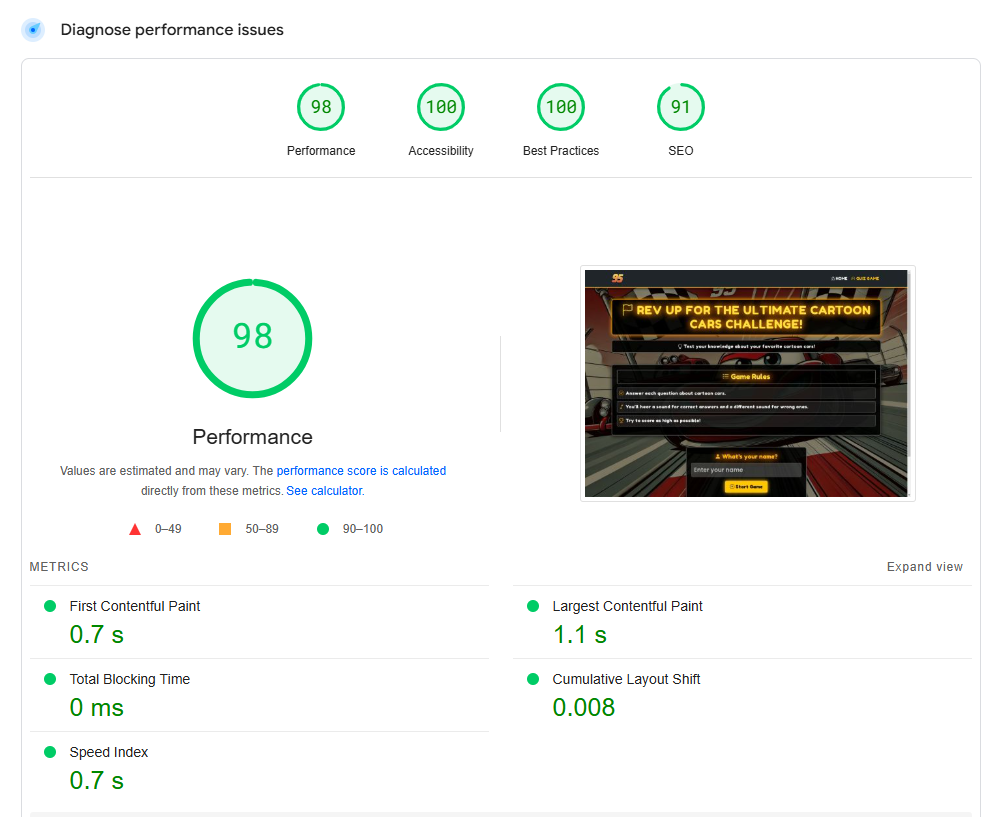 Diagnose performance issues
98
100
100
91
Performance
Accessibility
Best Practices
SEO
98
Performance
Values are estimated and may vary. The performance score is calculated
directly from these metrics. See calculator.
0–49
50–89
90–100
95
HOME
QUIZ GAME
REV UP FOR THE ULTIMATE CARTOON
CARS CHALLENGE!
Test your knowledge about your favorite cartoon cars!
Game Rules
Answer each question about cartoon cars.
You'll hear a sound for correct answers and a different sound for wrong ones.
Try to score as high as possible!
What's your name?
Enter your name
Start Game
METRICS
Expand view
First Contentful Paint
0.7 s
Largest Contentful Paint
1.1 s
Total Blocking Time
0 ms
Cumulative Layout Shift
0.008
Speed Index
0.7 s